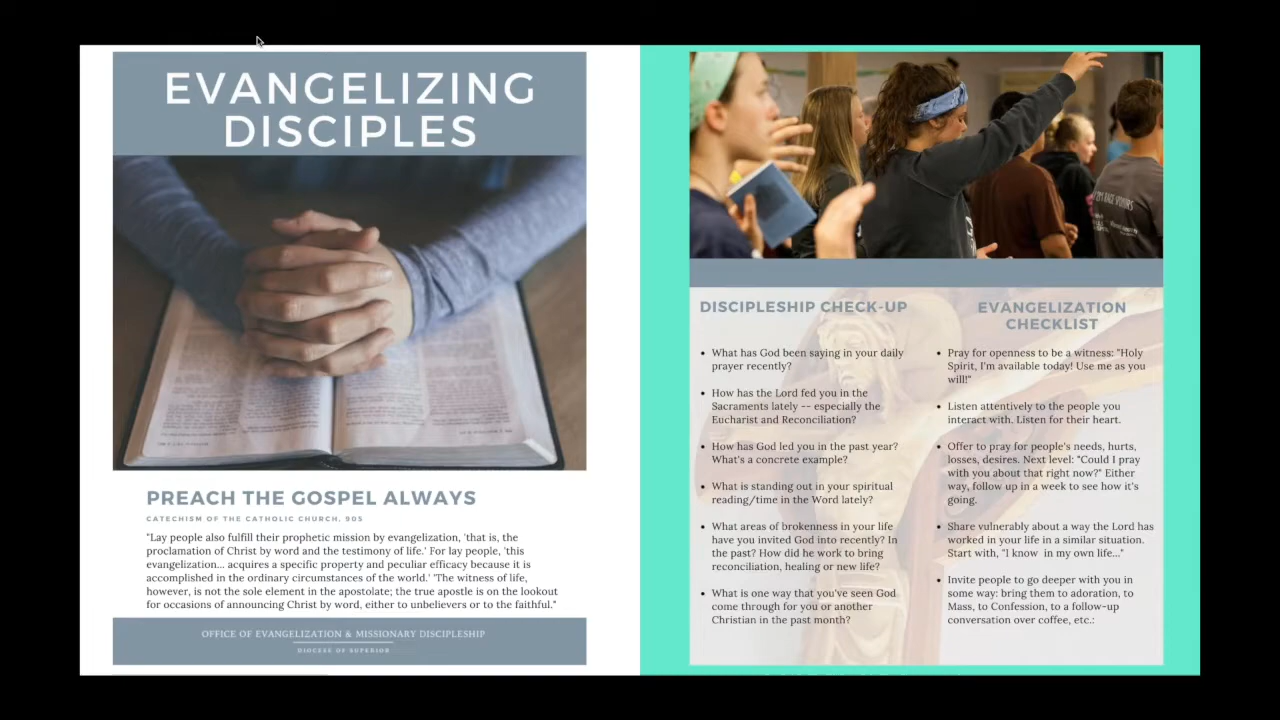 EVANGELIZING
DISCIPLES
PREACH THE GOSPEL ALWAYS
CATECHISM OF THE CATHOLIC CHURCH, 905
"Lay people also fulfill their prophetic mission by evangelization, 'that is, the
proclamation of Christ by word and the testimony of life.' For lay people, 'this
evangelization... acquires a specific property and peculiar efficacy because it is
accomplished in the ordinary circumstances of the world.' 'The witness of life,
however, is not the sole element in the apostolate; the true apostle is on the lookout
for occasions of announcing Christ by word, either to unbelievers or to the faithful."
OFFICE OF EVANGELIZATION & MISSIONARY DISCIPLESHIP
DIOCESE OF SUPERIOR
DISCIPLESHIP CHECK-UP
• What has God been saying in your daily
prayer recently?
• How has the Lord fed you in the
Sacraments lately -- especially the
Eucharist and Reconciliation?
• How has God led you in the past year?
What's a concrete example?
• What is standing out in your spiritual
reading/time in the Word lately?
• What areas of brokenness in your life
have you invited God into recently? In
the past? How did he work to bring
reconciliation, healing or new life?
• What is one way that you've seen God
come through for you or another
Christian in the past month?
EVANGELIZATION
CHECKLIST
• Pray for openness to be a witness: "Holy
Spirit, I'm available today! Use me as you
will!"
• Listen attentively to the people you
interact with. Listen for their heart.
• Offer to pray for people's needs, hurts,
losses, desires. Next level: "Could I pray
with you about that right now?" Either
way, follow up in a week to see how it's
going.
• Share vulnerably about a way the Lord has
worked in your life in a similar situation.
Start with, "I know  in my own life..."
• Invite people to go deeper with you in
some way: bring them to adoration, to
Mass, to Confession, to a follow-up
conversation over coffee, etc.: